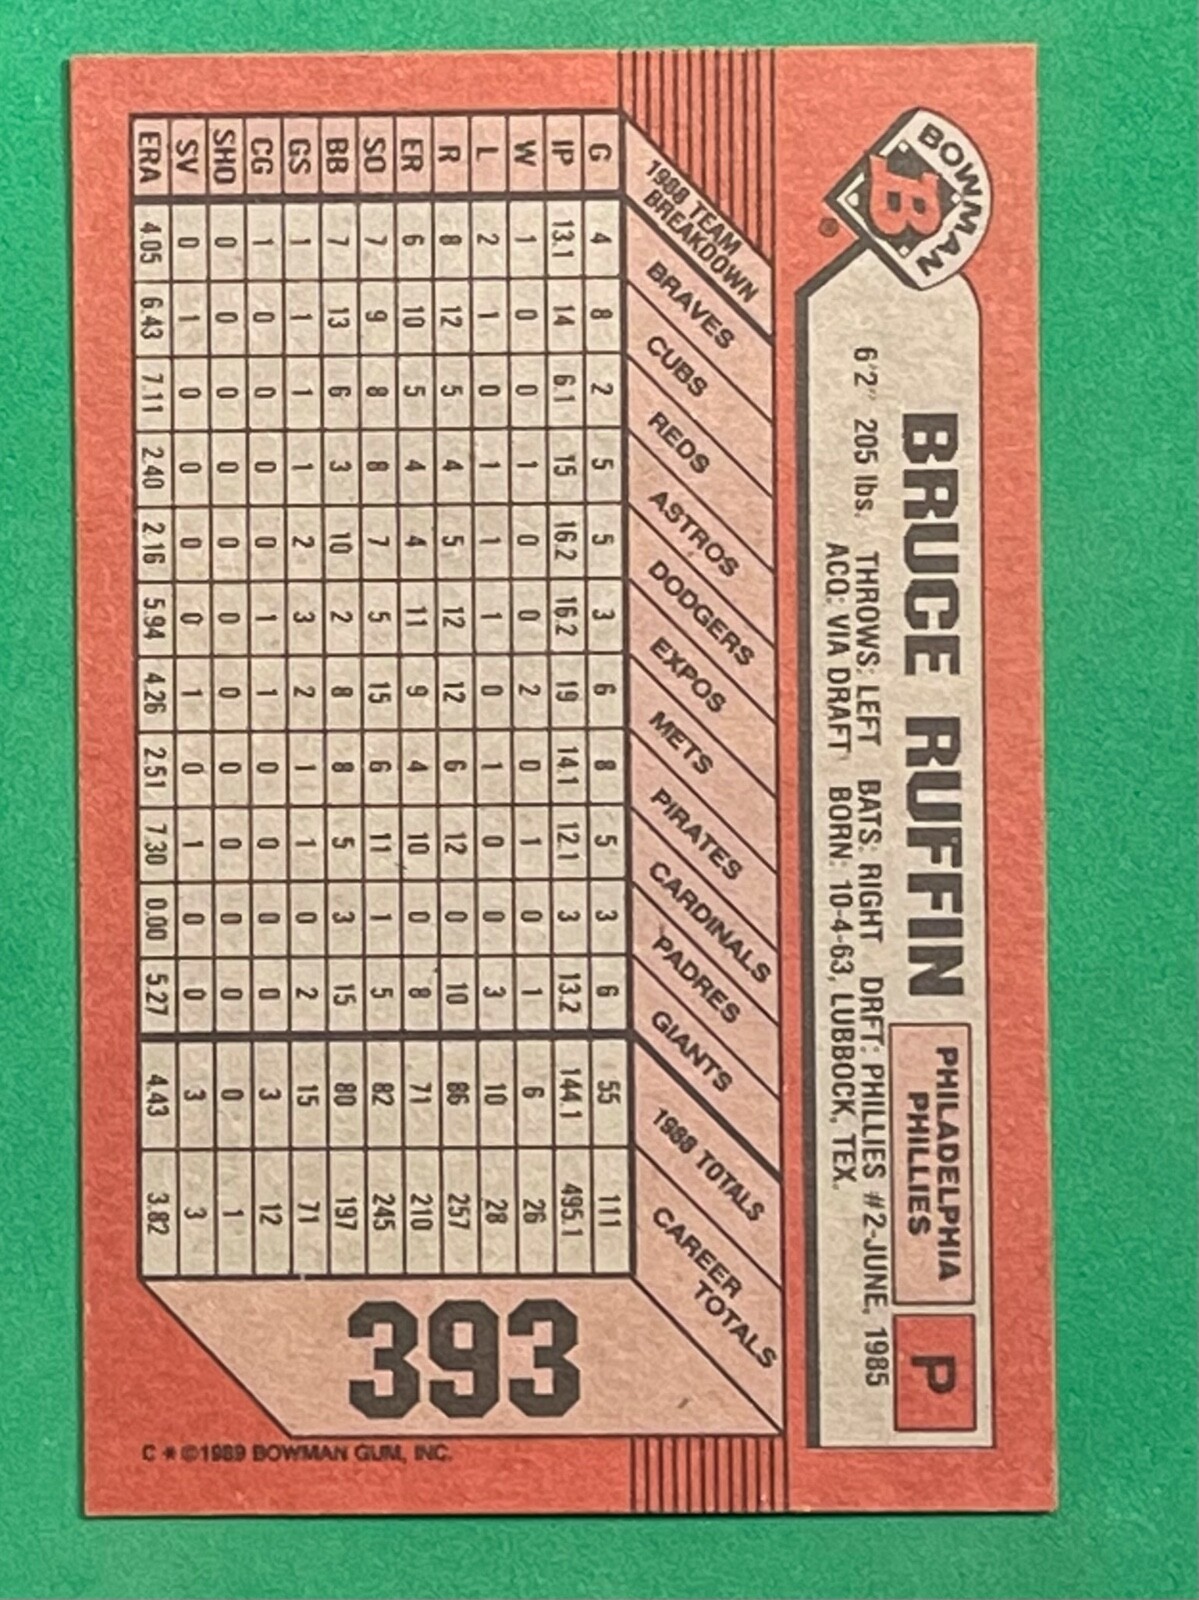 BOWMAN
B
®
BRUCE RUFFIN
PHILADELPHIA
PHILLIES
P
6'2" 205 lbs. THROWS: LEFT BATS: RIGHT DRFT: PHILLIES #2-JUNE, 1985
ACQ: VIA DRAFT BORN: 10-4-63, LUBBOCK, TEX.
1988 TEAM
BREAKDOWN
BRAVES
CUBS
REDS
ASTROS
DODGERS
EXPOS
METS
PIRATES
CARDINALS
PADRES
GIANTS
1988 TOTALS
CAREER
TOTALS
G 4 8 2 5 5 3 6 8 5 3 6 55 111
IP 13.1 14 6.1 15 16.2 16.2 19 14.1 12.1 3 13.2 144.1 495.1
W 1 0 0 1 0 0 2 0 1 0 1 6 26
L 2 1 0 1 1 1 0 1 0 0 3 10 28
R 8 12 5 4 5 12 12 6 12 0 10 86 257
ER 6 10 5 4 4 11 9 4 10 0 8 71 210
SO 7 9 8 8 7 5 15 6 11 1 5 82 245
BB 7 13 6 3 10 2 8 8 5 3 15 80 197
GS 1 1 1 1 2 3 2 1 1 0 2 15 71
CG 1 0 0 0 0 1 1 0 0 0 0 3 12
SHO 0 0 0 0 0 0 0 0 0 0 0 0 1
SV 0 1 0 0 0 0 1 0 1 0 0 3 3
ERA 4.05 6.43 7.11 2.40 2.16 5.94 4.26 2.51 7.30 0.00 5.27 4.43 3.82
393
C * ©1989 BOWMAN GUM, INC.